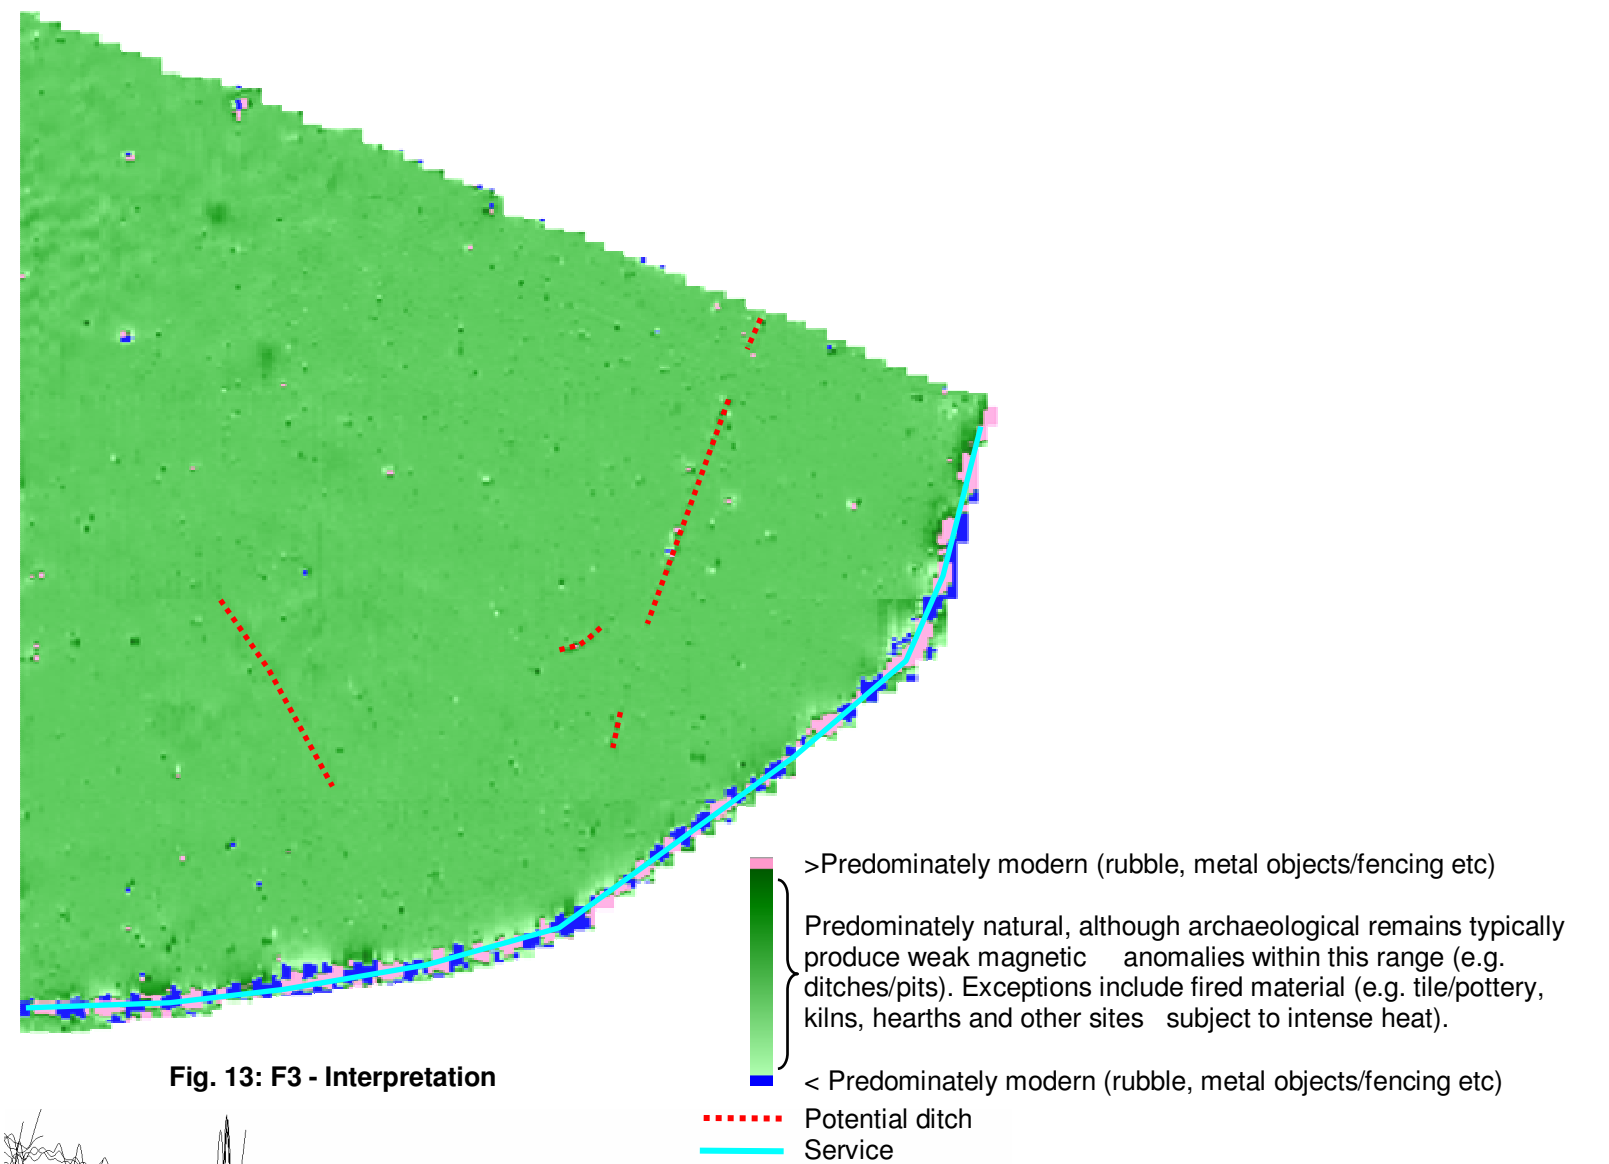 >Predominately modern (rubble, metal objects/fencing etc)
Predominately natural, although archaeological remains typically
produce weak magnetic anomalies within this range (e.g.
ditches/pits). Exceptions include fired material (e.g. tile/pottery,
kilns, hearths and other sites subject to intense heat).
< Predominately modern (rubble, metal objects/fencing etc)
Fig. 13: F3 - Interpretation
Potential ditch
Service